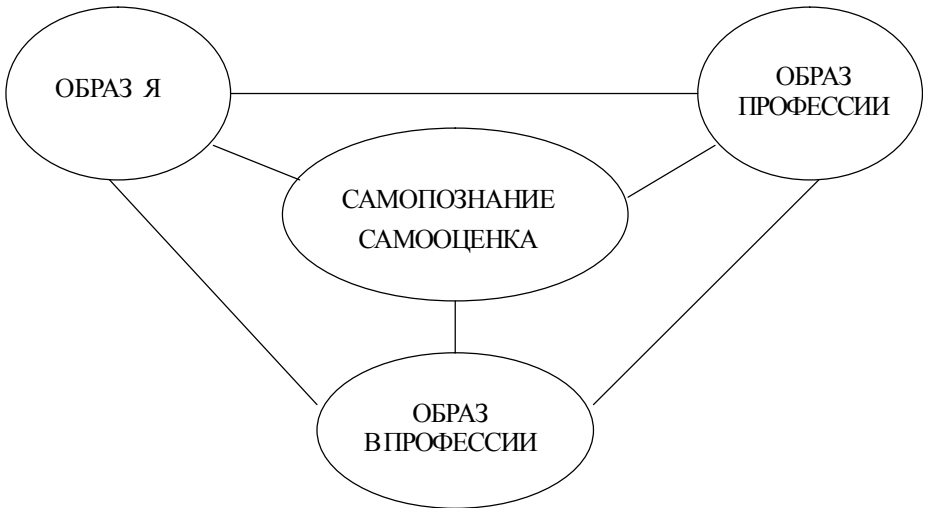 ОБРАЗ Я
ОБРАЗ
ПРОФЕССИИ
САМОПОЗНАНИЕ
САМООЦЕНКА
ОБРАЗ
В ПРОФЕССИИ